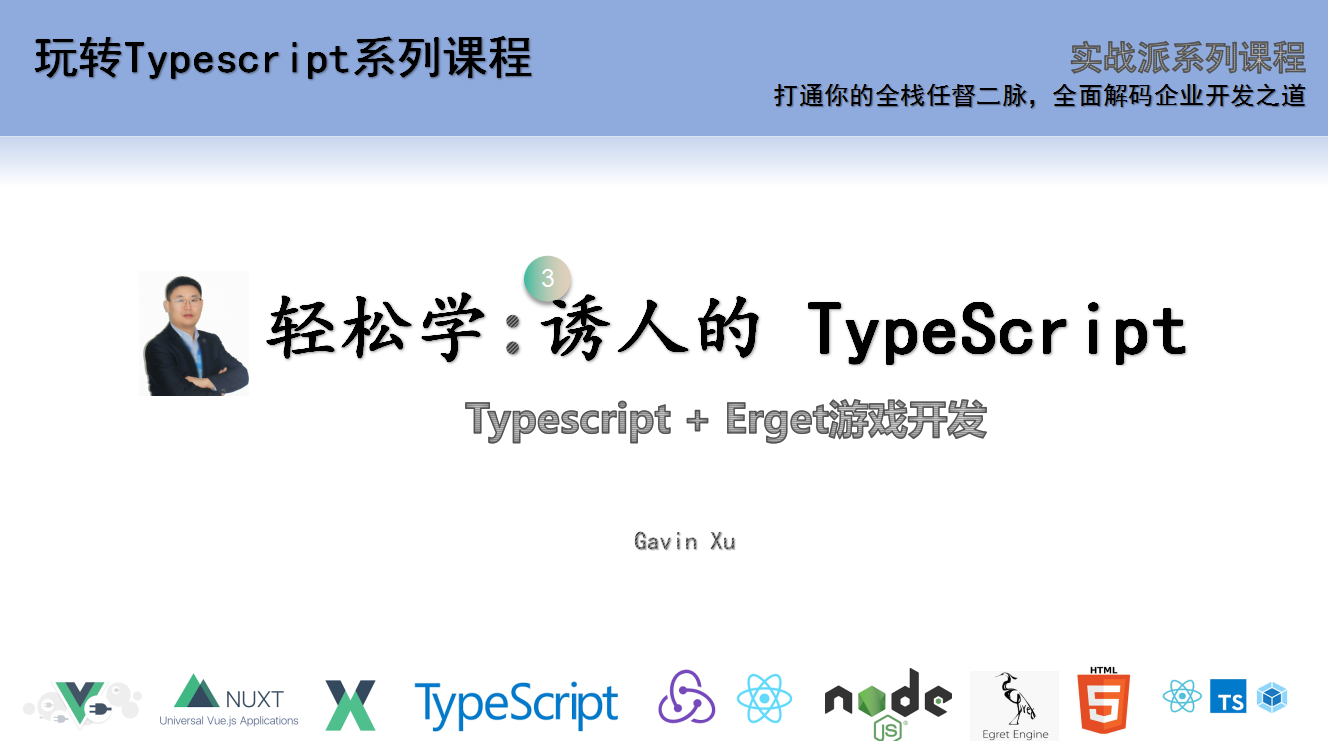 玩转Typescript系列课程
实战派系列课程
打通你的全栈任督二脉，全面解码企业开发之道
3
轻松学:诱人的 TypeScript
Typescript + Erget游戏开发
Gavin Xu
NUXT
Universal Vue.js Applications
TypeScript
node
JS
Egret Engine
HTML
5
TS